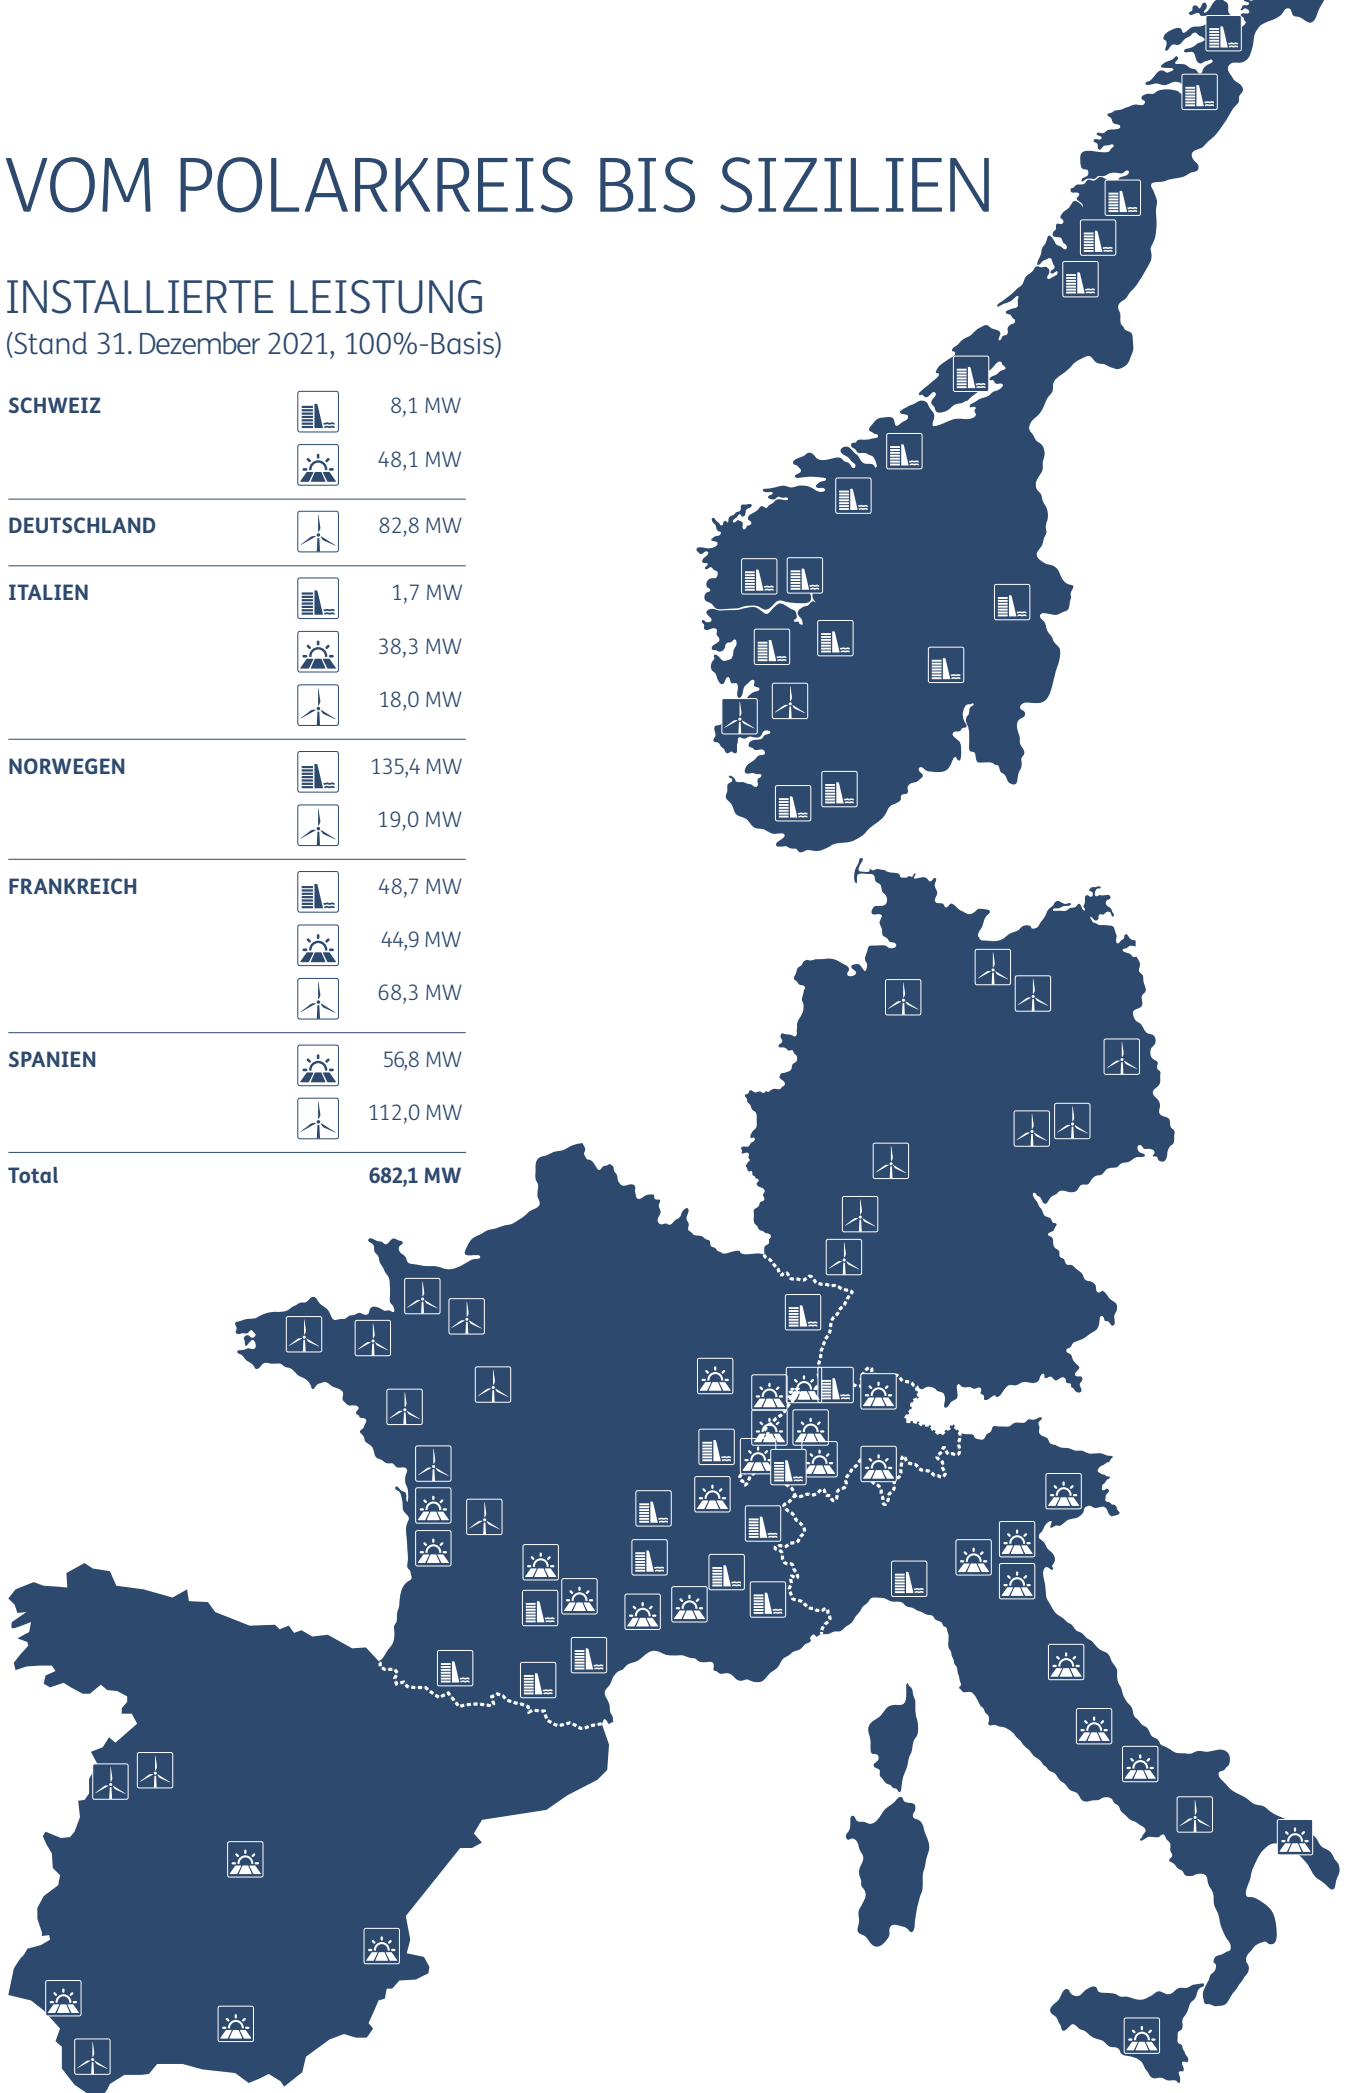 VOM POLARKREIS BIS SIZILIEN
INSTALLIERTE LEISTUNG
(Stand 31. Dezember 2021, 100%-Basis)
SCHWEIZ 8,1 MW
48,1 MW
DEUTSCHLAND 82,8 MW
ITALIEN 1,7 MW
38,3 MW
18,0 MW
NORWEGEN 135,4 MW
19,0 MW
FRANKREICH 48,7 MW
44,9 MW
68,3 MW
SPANIEN 56,8 MW
112,0 MW
Total 682,1 MW